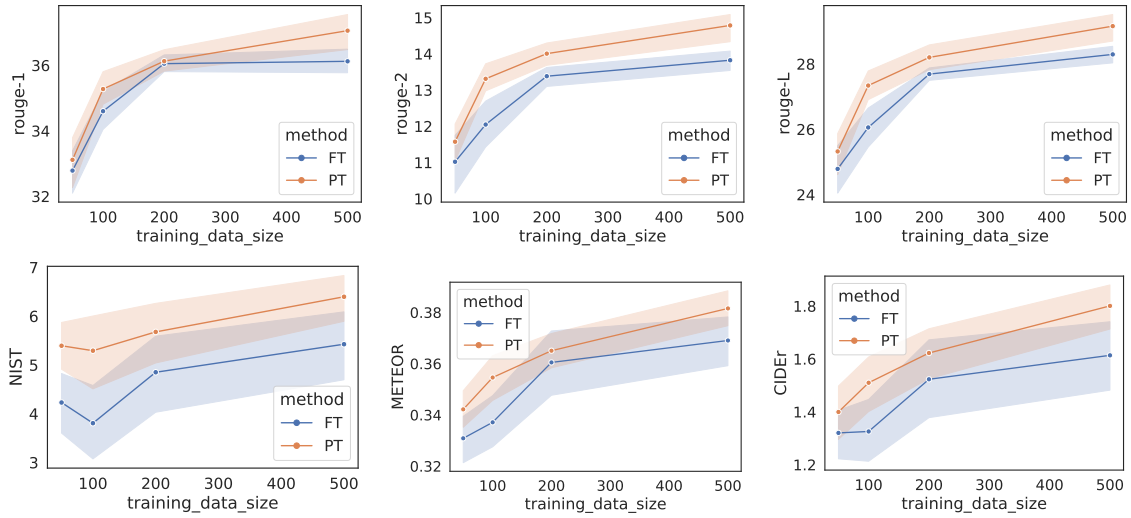 rouge-1
36
34
32
method
FT
PT
100 200 300 400 500
training_data_size
rouge-2
15
14
13
12
11
10
method
FT
PT
100 200 300 400 500
training_data_size
rouge-L
28
26
24
method
FT
PT
100 200 300 400 500
training_data_size
NIST
7
6
5
4
3
method
FT
PT
100 200 300 400 500
training_data_size
METEOR
0.38
0.36
0.34
0.32
method
FT
PT
100 200 300 400 500
training_data_size
CIDEr
1.8
1.6
1.4
1.2
method
FT
PT
100 200 300 400 500
training_data_size